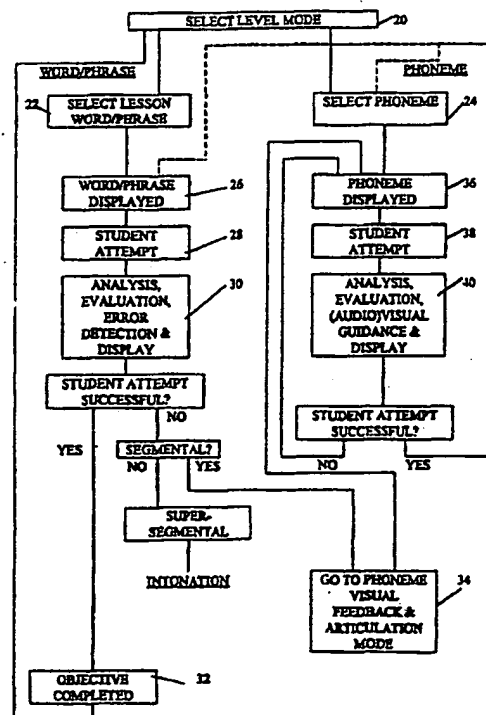 SELECT LEVEL MODE
20
WORD/PHRASE
PHONEME
22
SELECT LESSON
WORD/PHRASE
SELECT PHONEME
24
WORD/PHRASE
DISPLAYED
26
PHONEME
DISPLAYED
36
STUDENT
ATTEMPT
28
STUDENT
ATTEMPT
38
ANALYSIS,
EVALUATION,
ERROR
DETECTION &
DISPLAY
30
ANALYSIS,
EVALUATION,
(AUDIO)VISUAL
GUIDANCE &
DISPLAY
40
STUDENT ATTEMPT
SUCCESSFUL?
STUDENT ATTEMPT
SUCCESSFUL?
YES
NO
NO
YES
SEGMENTAL?
NO
YES
SUPER-
SEGMENTAL
INTONATION
GO TO PHONEME
VISUAL
FEEDBACK &
ARTICULATION
MODE
34
OBJECTIVE
COMPLETED
32